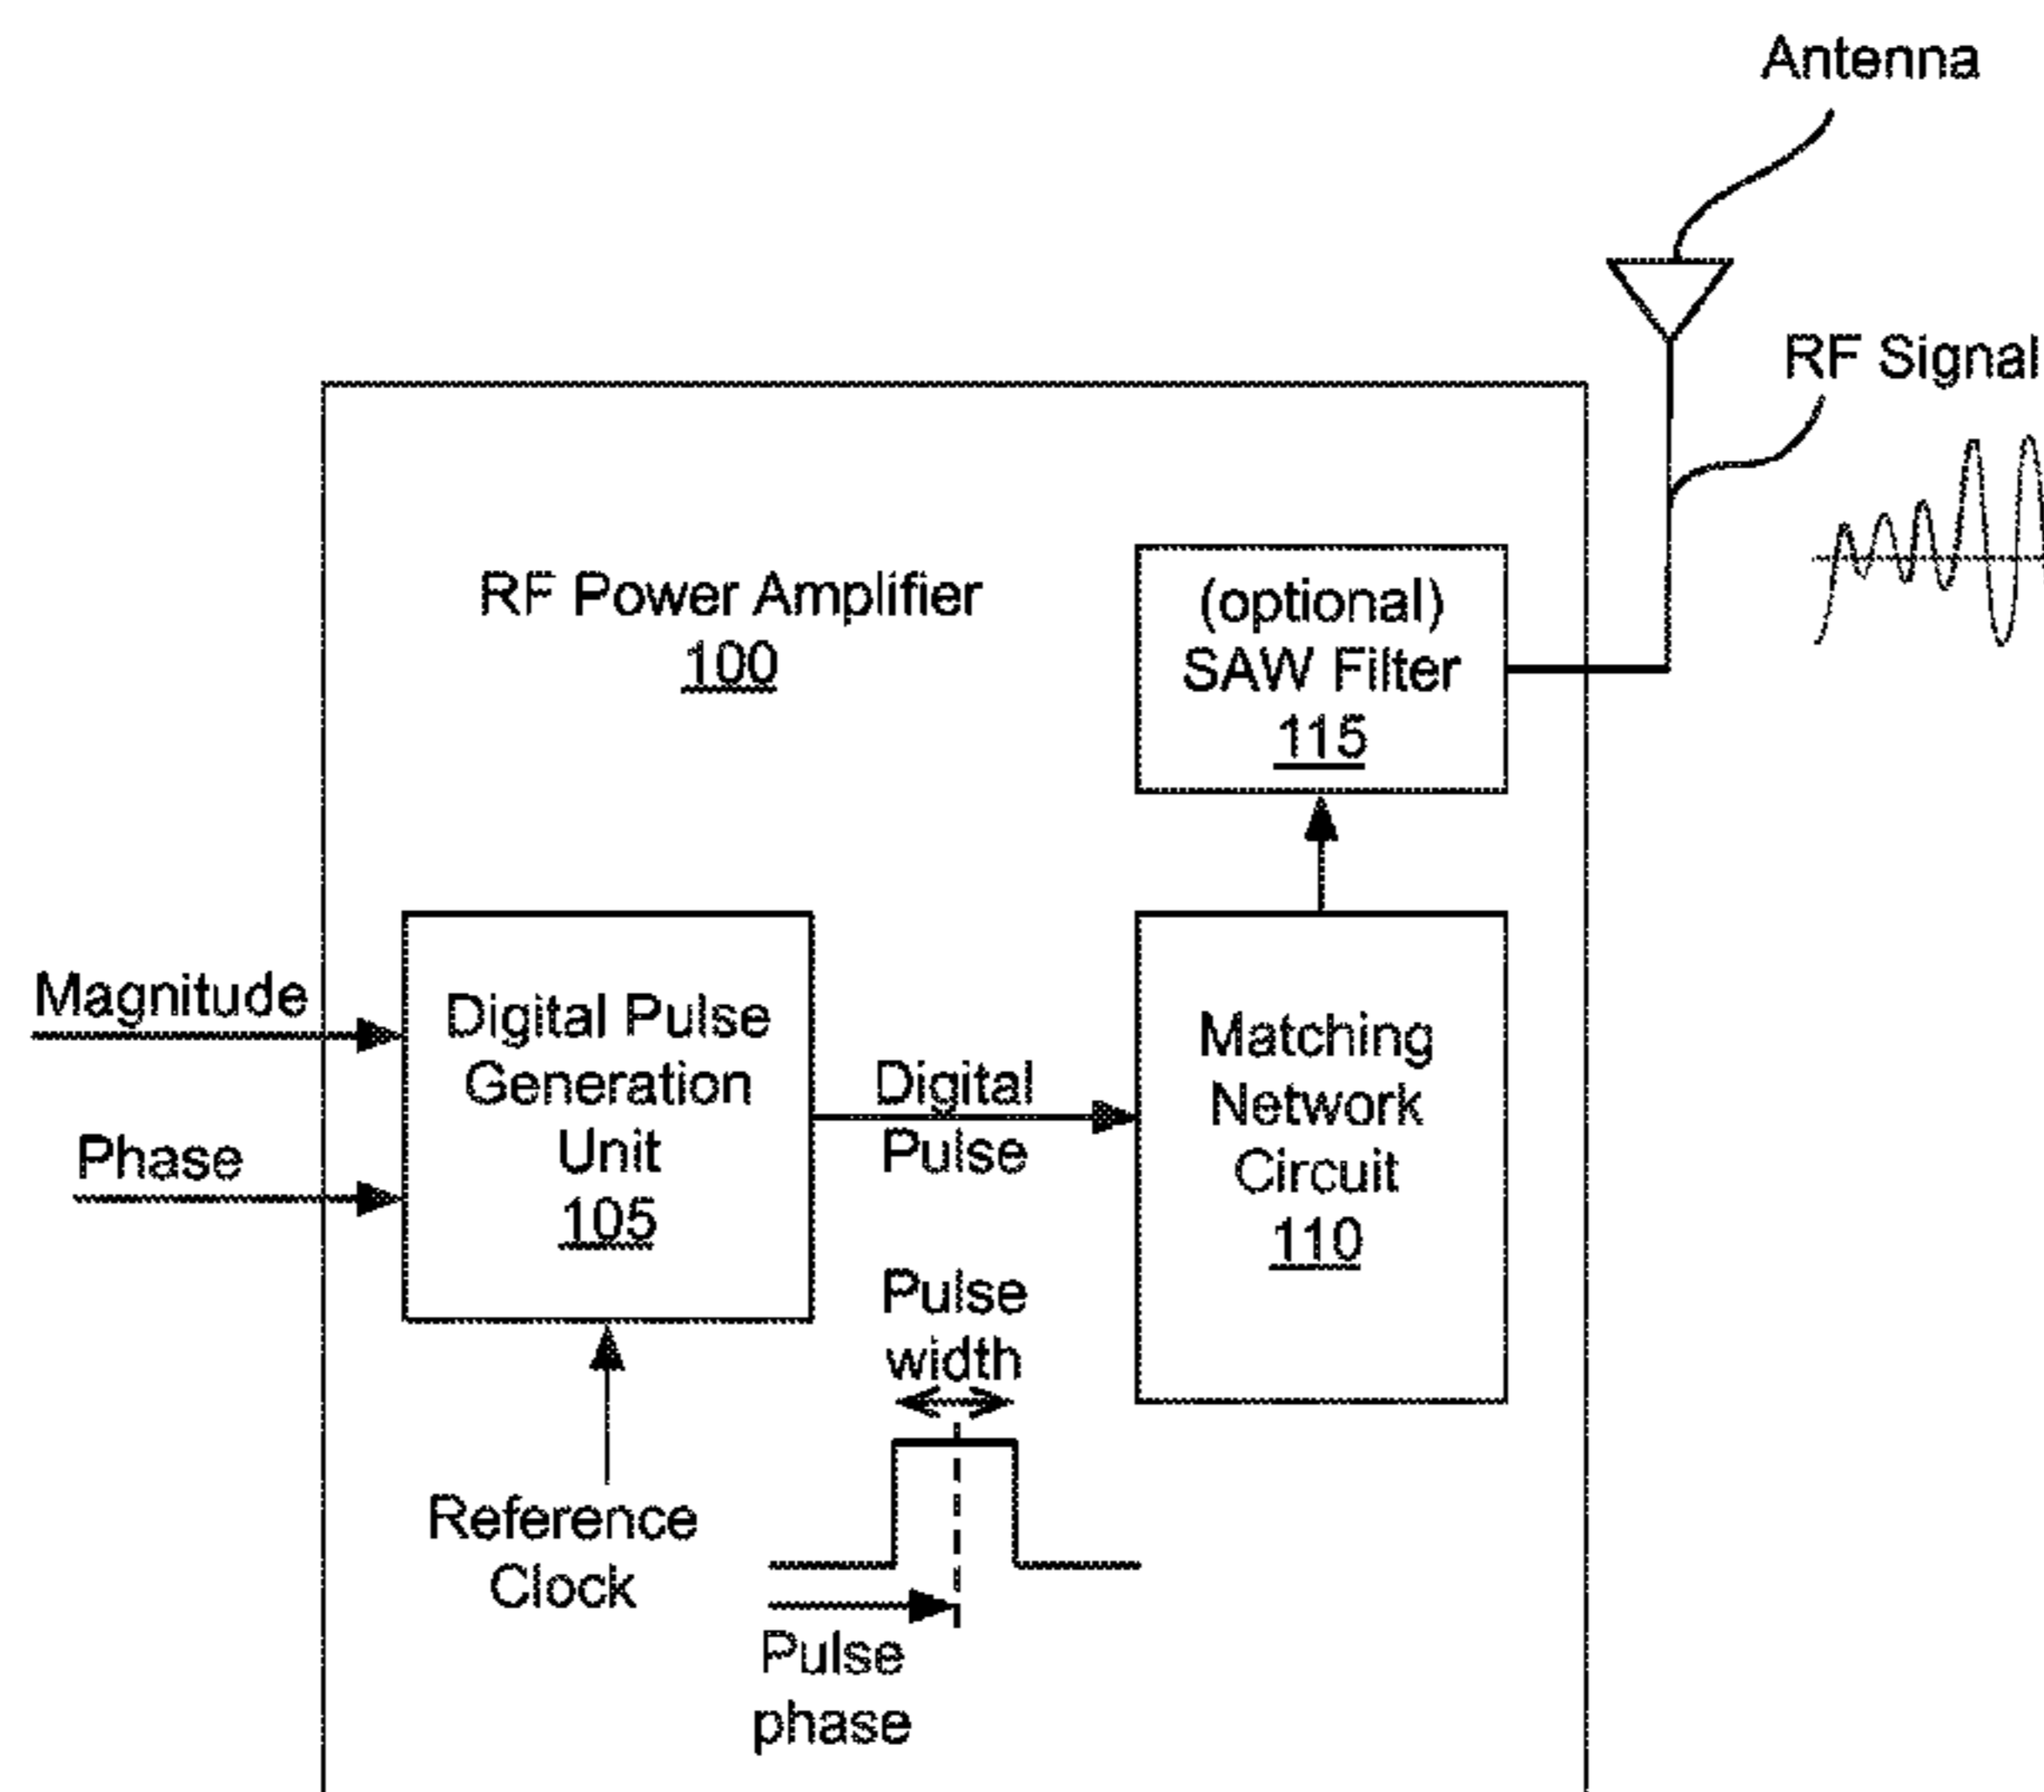 Antenna
RF Signal
RF Power Amplifier
100
(optional)
SAW Filter
115
Magnitude
Phase
Digital Pulse
Generation
Unit
105
Digital
Pulse
Matching
Network
Circuit
110
Pulse
width
Reference
Clock
Pulse
phase